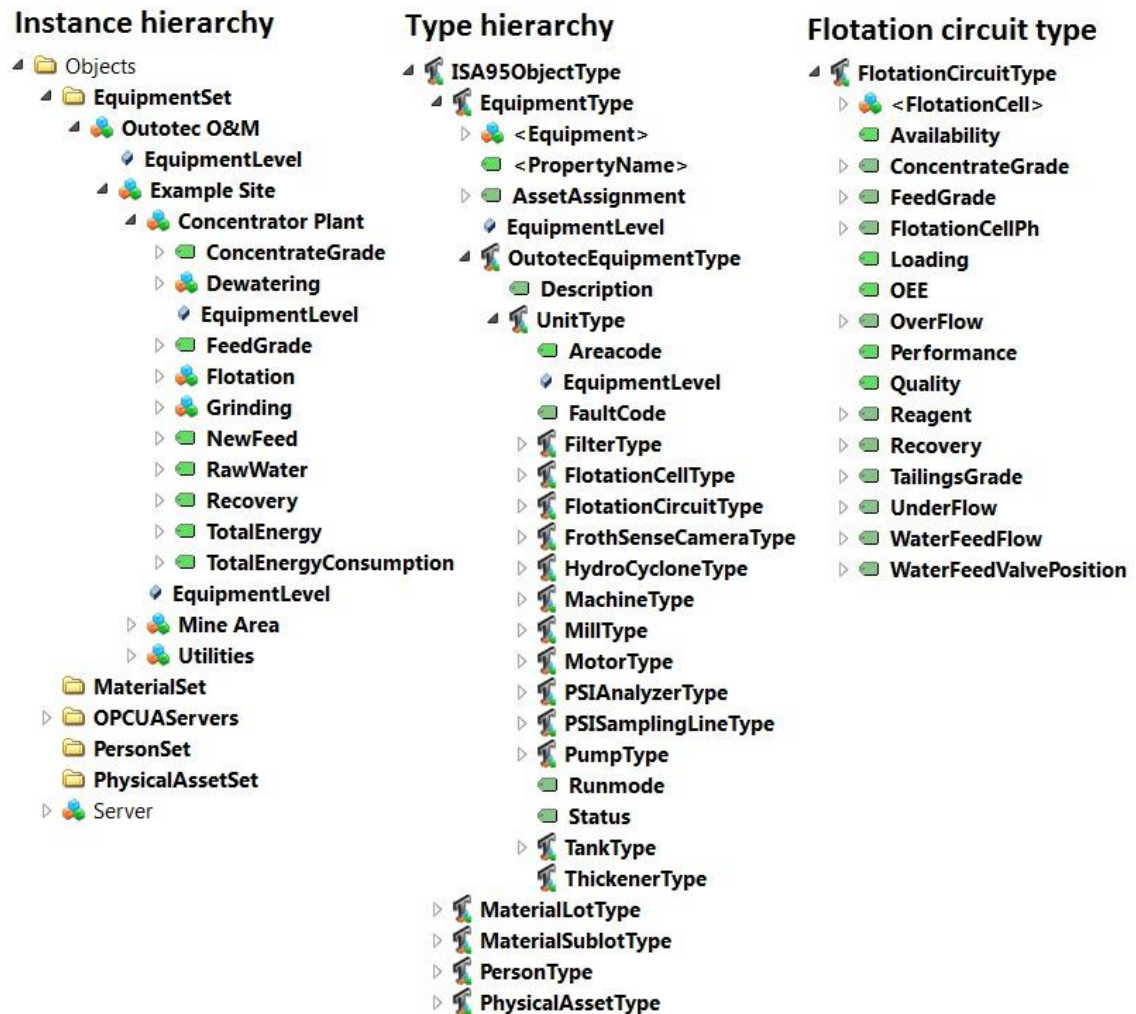 Instance hierarchy
Objects
EquipmentSet
Outotec O&M
EquipmentLevel
Example Site
Concentrator Plant
ConcentrateGrade
Dewatering
EquipmentLevel
FeedGrade
Flotation
Grinding
NewFeed
RawWater
Recovery
TotalEnergy
TotalEnergyConsumption
EquipmentLevel
Mine Area
Utilities
MaterialSet
OPCUAServers
PersonSet
PhysicalAssetSet
Server
Type hierarchy
ISA95ObjectType
EquipmentType
<Equipment>
<PropertyName>
AssetAssignment
EquipmentLevel
OutotecEquipmentType
Description
UnitType
Areacode
EquipmentLevel
FaultCode
FilterType
FlotationCellType
FlotationCircuitType
FrothSenseCameraType
HydroCycloneType
MachineType
MillType
MotorType
PSIAnalyzerType
PSISamplingLineType
PumpType
Runmode
Status
TankType
ThickenerType
MaterialLotType
MaterialSublotType
PersonType
PhysicalAssetType
Flotation circuit type
FlotationCircuitType
<FlotationCell>
Availability
ConcentrateGrade
FeedGrade
FlotationCellPh
Loading
OEE
OverFlow
Performance
Quality
Reagent
Recovery
TailingsGrade
UnderFlow
WaterFeedFlow
WaterFeedValvePosition